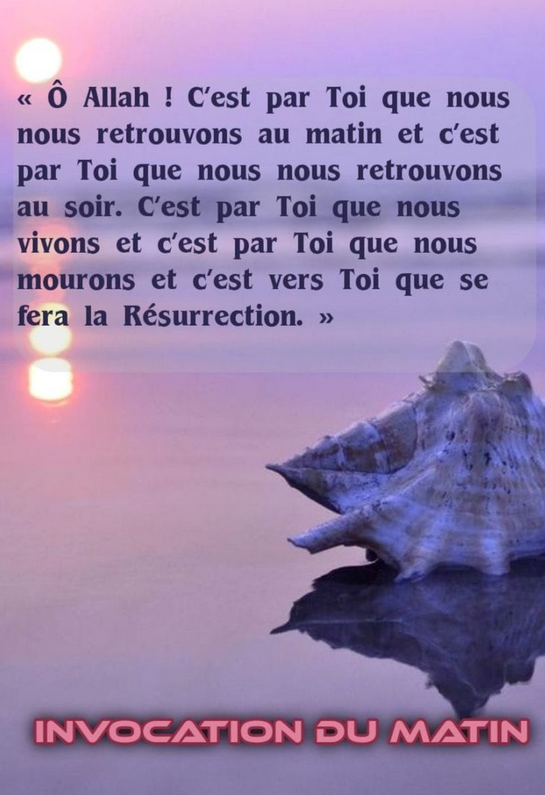 « Ô Allah ! C'est par Toi que nous
nous retrouvons au matin et c'est
par Toi que nous nous retrouvons
au soir. C'est par Toi que nous
vivons et c'est par Toi que nous
mourons et c'est vers Toi que se
fera la Résurrection. »
INVOCATION DU MATIN